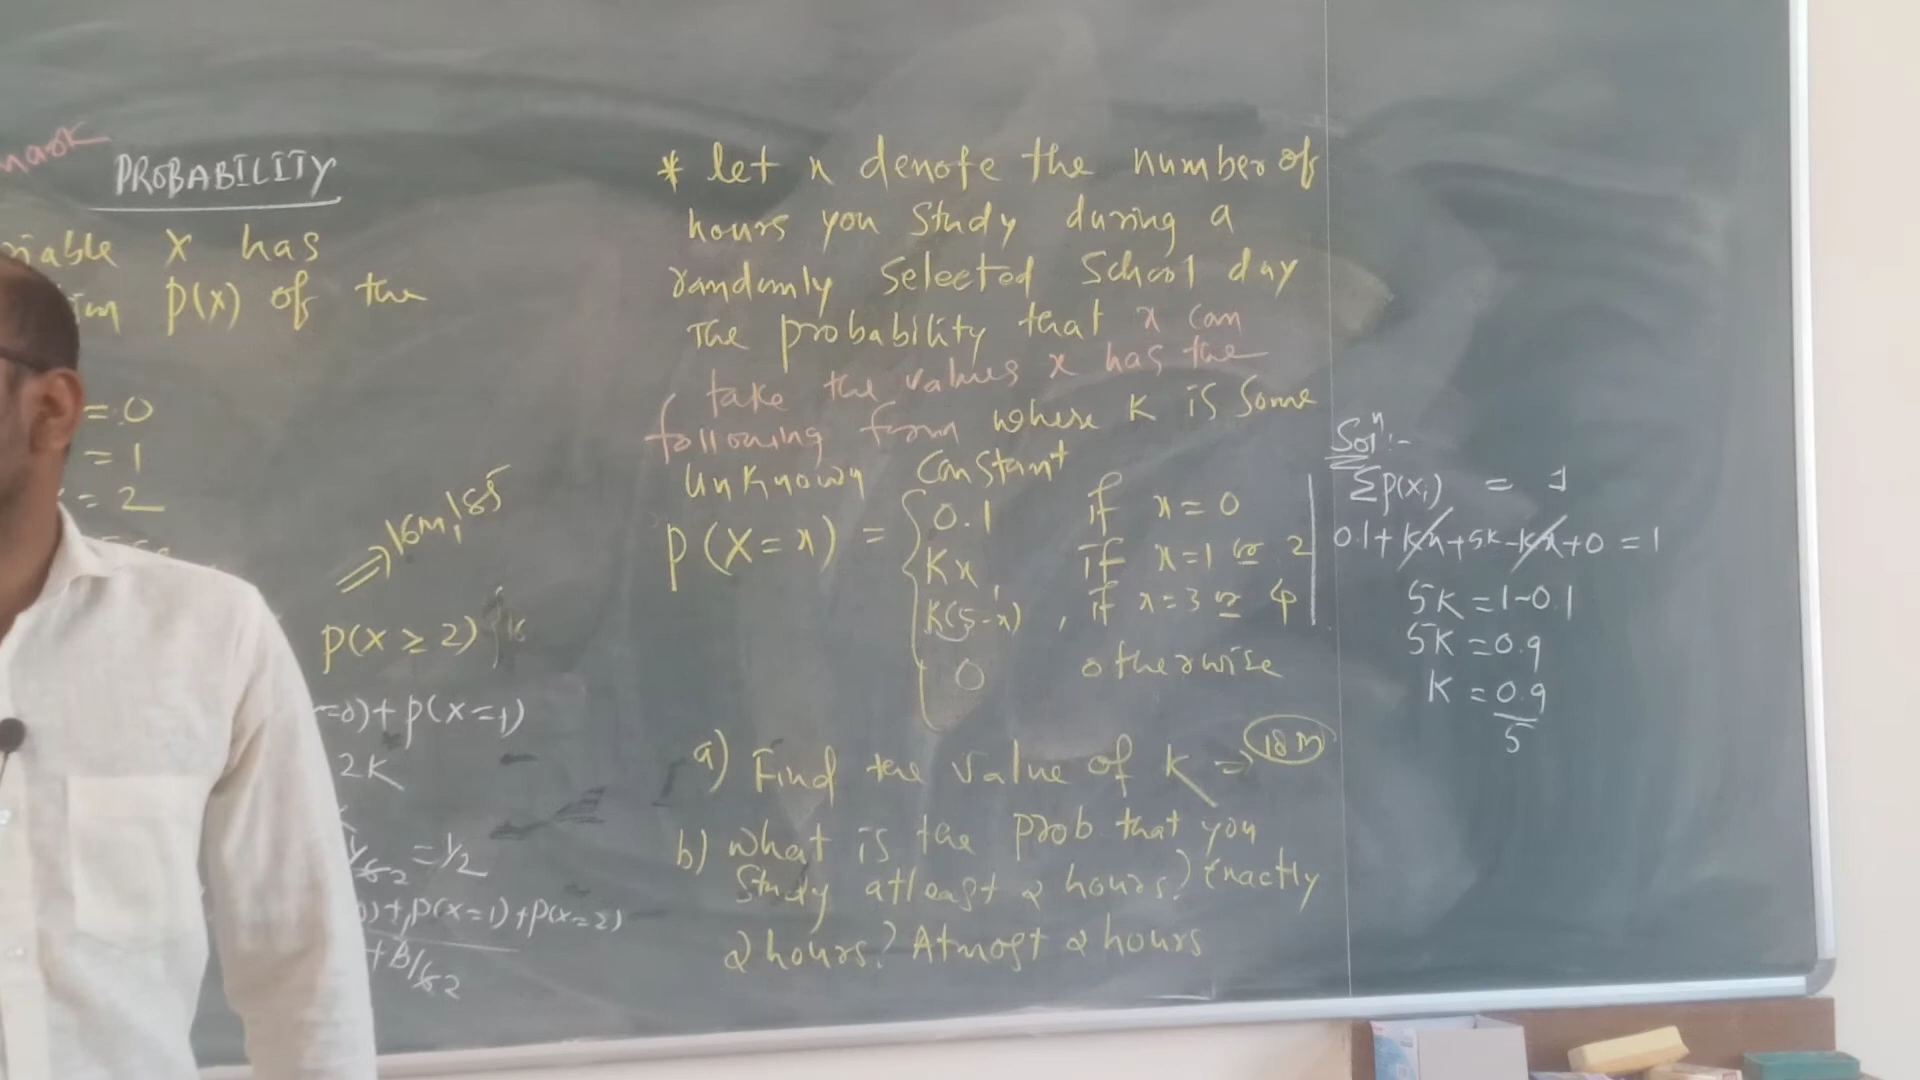 PROBABILITY
X has
P(x) of the
= 0
= 1
= 2
P(X ≥ 2)
=0) + P(X=1)
2K
= 1/2
) + P(X=1) + P(X=2)
* let x denote the number of
hours you study during a
randomly selected School day
The probability that x can
take the values x has the
following form where K is some
unknown constant
P(X=x) = { 0.1 if x=0
Kx, if x=1 or 2
K(5-x), if x=3 or 4
0 otherwise
a) Find the value of K → 18M
b) What is the prob that you
Study atleast 2 hours? Exactly
2 hours? Atmost 2 hours
Solⁿ:-
Σp(xᵢ) = 1
0.1+Kx+5K-Kx+0 = 1
5K = 1-0.1
5K = 0.9
K = 0.9
5